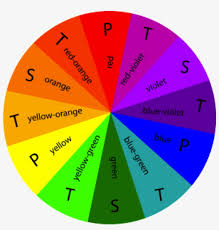 P
red
T
red-violet
S
violet
T
blue-violet
P
blue
T
blue-green
S
green
T
yellow-green
P
yellow
T
yellow-orange
S
orange
T
red-orange